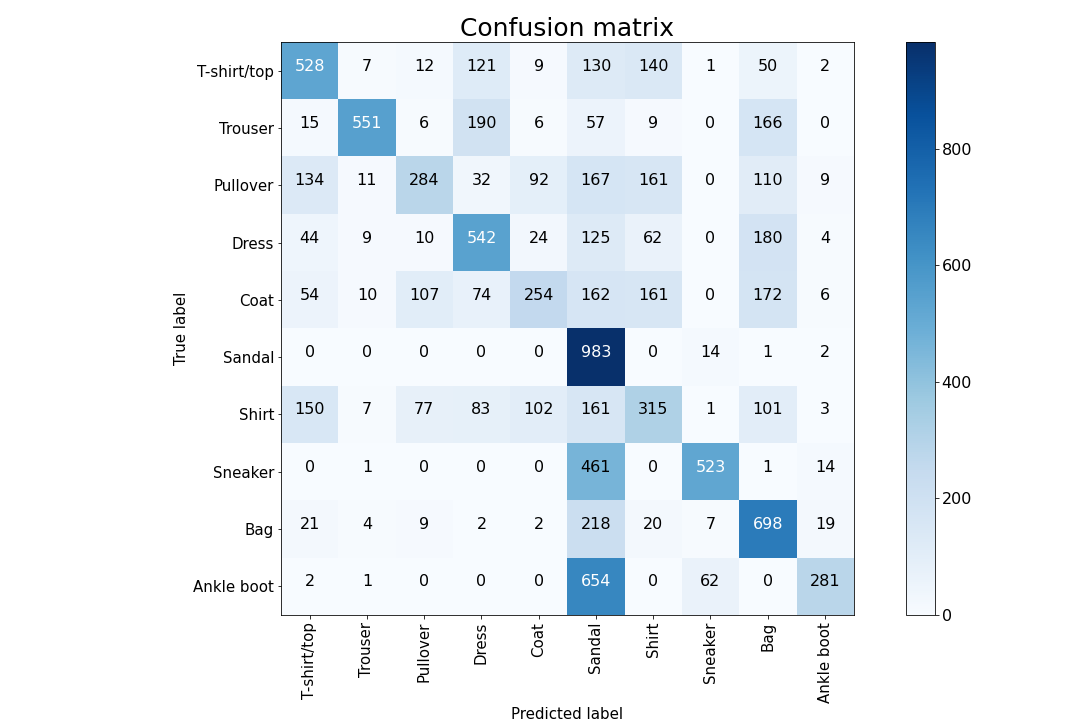 Confusion matrix
T-shirt/top 528 7 12 121 9 130 140 1 50 2
Trouser 15 551 6 190 6 57 9 0 166 0
800
Pullover 134 11 284 32 92 167 161 0 110 9
Dress 44 9 10 542 24 125 62 0 180 4
600
Coat 54 10 107 74 254 162 161 0 172 6
True label
Sandal 0 0 0 0 0 983 0 14 1 2
400
Shirt 150 7 77 83 102 161 315 1 101 3
Sneaker 0 1 0 0 0 461 0 523 1 14
200
Bag 21 4 9 2 2 218 20 7 698 19
Ankle boot 2 1 0 0 0 654 0 62 0 281
0
T-shirt/top Trouser Pullover Dress Coat Sandal Shirt Sneaker Bag Ankle boot
Predicted label